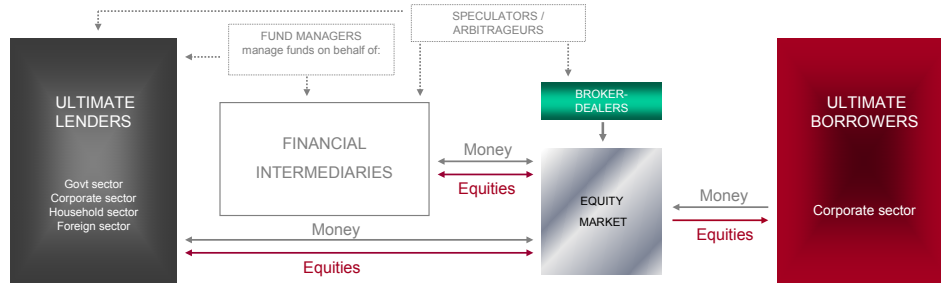 SPECULATORS /
ARBITRAGEURS
FUND MANAGERS
manage funds on behalf of:
ULTIMATE
LENDERS
Govt sector
Corporate sector
Household sector
Foreign sector
FINANCIAL
INTERMEDIARIES
BROKER-
DEALERS
Money
Equities
EQUITY
MARKET
Money
Equities
Money
Equities
ULTIMATE
BORROWERS
Corporate sector